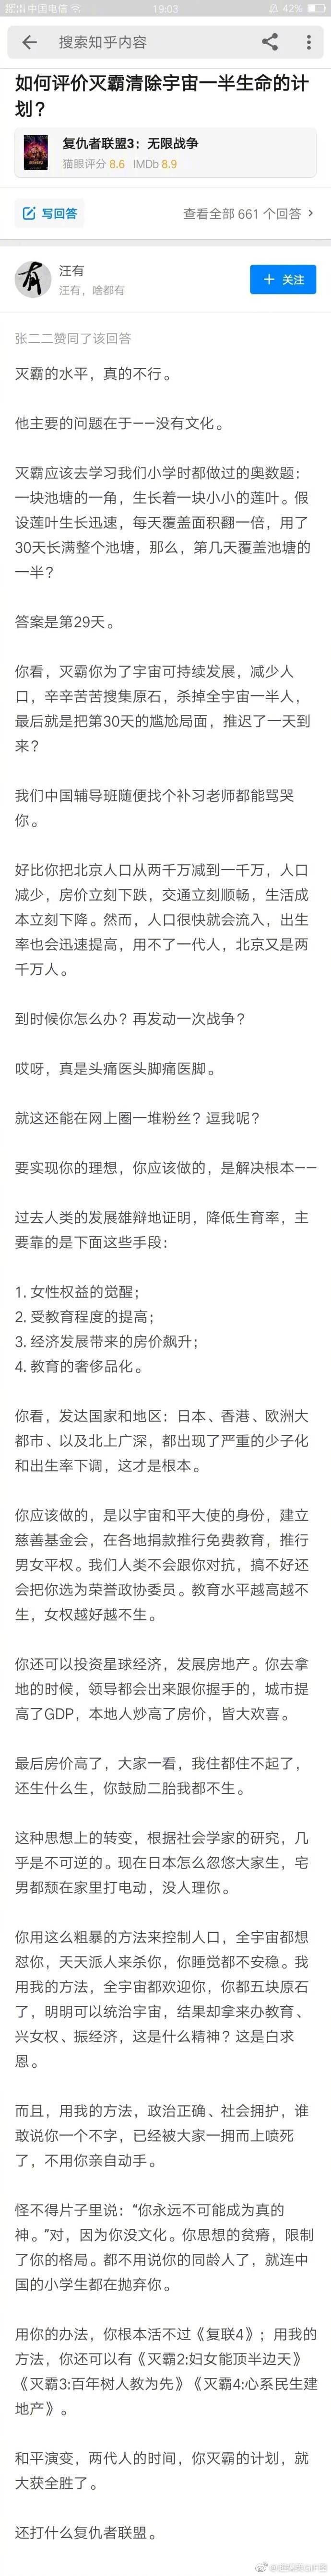 中国电信
19:03
42%
搜索知乎内容
如何评价灭霸清除宇宙一半生命的计
划？
复仇者联盟3：无限战争
猫眼评分 8.6 IMDb 8.9
写回答
查看全部 661 个回答
汪有
汪有，啥都有
+ 关注
张二二赞同了该回答
灭霸的水平，真的不行。
他主要的问题在于——没有文化。
灭霸应该去学习我们小学时都做过的奥数题：
一块池塘的一角，生长着一块小小的莲叶。假
设莲叶生长迅速，每天覆盖面积翻一倍，用了
30天长满整个池塘，那么，第几天覆盖池塘的
一半？
答案是第29天。
你看，灭霸你为了宇宙可持续发展，减少人
口，辛辛苦苦搜集原石，杀掉全宇宙一半人，
最后就是把第30天的尴尬局面，推迟了一天到
来？
我们中国辅导班随便找个补习老师都能骂哭
你。
好比你把北京人口从两千万减到一千万，人口
减少，房价立刻下跌，交通立刻顺畅，生活成
本立刻下降。然而，人口很快就会流入，出生
率也会迅速提高，用不了一代人，北京又是两
千万人。
到时候你怎么办？再发动一次战争？
哎呀，真是头痛医头脚痛医脚。
就这还能在网上圈一堆粉丝？逗我呢？
要实现你的理想，你应该做的，是解决根本——
过去人类的发展雄辩地证明，降低生育率，主
要靠的是下面这些手段：
1. 女性权益的觉醒；
2. 受教育程度的提高；
3. 经济发展带来的房价飙升；
4. 教育的奢侈品化。
你看，发达国家和地区：日本、香港、欧洲大
都市、以及北上广深，都出现了严重的少子化
和出生率下调，这才是根本。
你应该做的，是以宇宙和平大使的身份，建立
慈善基金会，在各地捐款推行免费教育，推行
男女平权。我们人类不会跟你对抗，搞不好还
会把你选为荣誉政协委员。教育水平越高越不
生，女权越好越不生。
你还可以投资星球经济，发展房地产。你去拿
地的时候，领导都会出来跟你握手的，城市提
高了GDP，本地人炒高了房价，皆大欢喜。
最后房价高了，大家一看，我住都住不起了，
还生什么生，你鼓励二胎我都不生。
这种思想上的转变，根据社会学家的研究，几
乎是不可逆的。现在日本怎么忽悠大家生，宅
男都颓在家里打电动，没人理你。
你用这么粗暴的方法来控制人口，全宇宙都想
怼你，天天派人来杀你，你睡觉都不安稳。我
用我的方法，全宇宙都欢迎你，你都五块原石
了，明明可以统治宇宙，结果却拿来办教育、
兴女权、振经济，这是什么精神？这是白求
恩。
而且，用我的方法，政治正确、社会拥护，谁
敢说你一个不字，已经被大家一拥而上喷死
了，不用你亲自动手。
怪不得片子里说：“你永远不可能成为真的
神。”对，因为你没文化。你思想的贫瘠，限制
了你的格局。都不用说你的同龄人了，就连中
国的小学生都在抛弃你。
用你的办法，你根本活不过《复联4》；用我的
方法，你还可以有《灭霸2:妇女能顶半边天》
《灭霸3:百年树人教为先》《灭霸4:心系民生建
地产》。
和平演变，两代人的时间，你灭霸的计划，就
大获全胜了。
还打什么复仇者联盟。